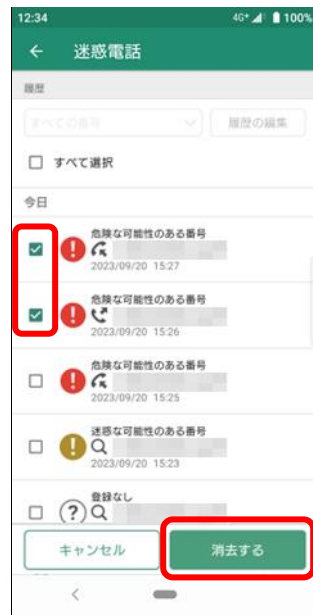 12:34 4G+ 100%
迷惑電話
履歴
すべての番号 履歴の編集
すべて選択
今日
危険な可能性のある番号
2023/09/20 15:27
危険な可能性のある番号
2023/09/20 15:26
危険な可能性のある番号
2023/09/20 15:25
迷惑な可能性のある番号
2023/09/20 15:23
登録なし
キャンセル 消去する